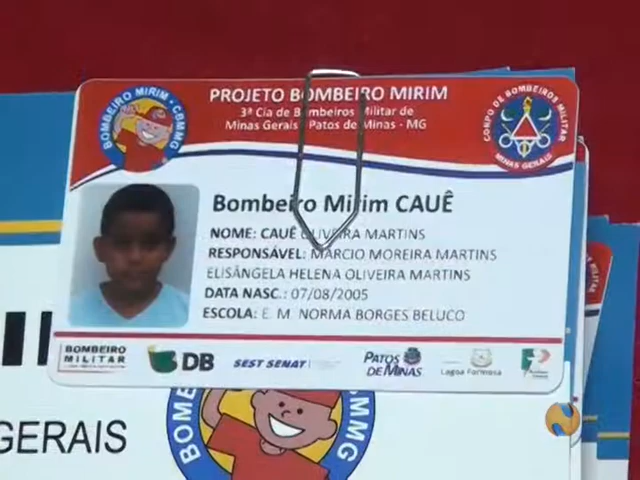 PROJETO BOMBEIRO MIRIM
3ª Cia de Bombeiros Militar de
Minas Gerais - Patos de Minas - MG
BOMBEIRO MIRIM - CBMMG
CORPO DE BOMBEIROS MILITAR
MINAS GERAIS
Bombeiro Mirim CAUÊ
NOME: CAUÊ OLIVEIRA MARTINS
RESPONSÁVEL: MARCIO MOREIRA MARTINS
ELISÂNGELA HELENA OLIVEIRA MARTINS
DATA NASC.: 07/08/2005
ESCOLA: E. M. NORMA BORGES BELUCO
BOMBEIRO
MILITAR
DB
SEST SENAT
PATOS
DE MINAS
Lagoa Formosa
GERAIS
BOMB
MMG